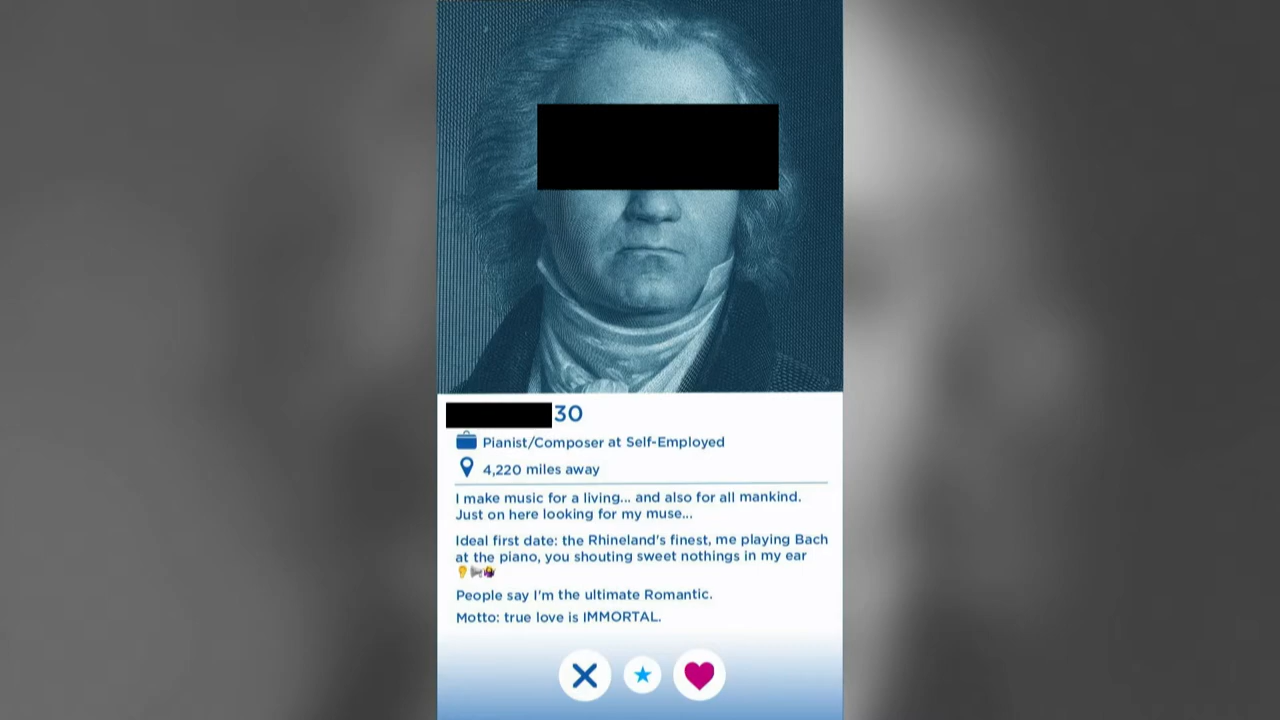 30
Pianist/Composer at Self-Employed
4,220 miles away
I make music for a living... and also for all mankind.
Just on here looking for my muse...
Ideal first date: the Rhineland's finest, me playing Bach
at the piano, you shouting sweet nothings in my ear
People say I'm the ultimate Romantic.
Motto: true love is IMMORTAL.